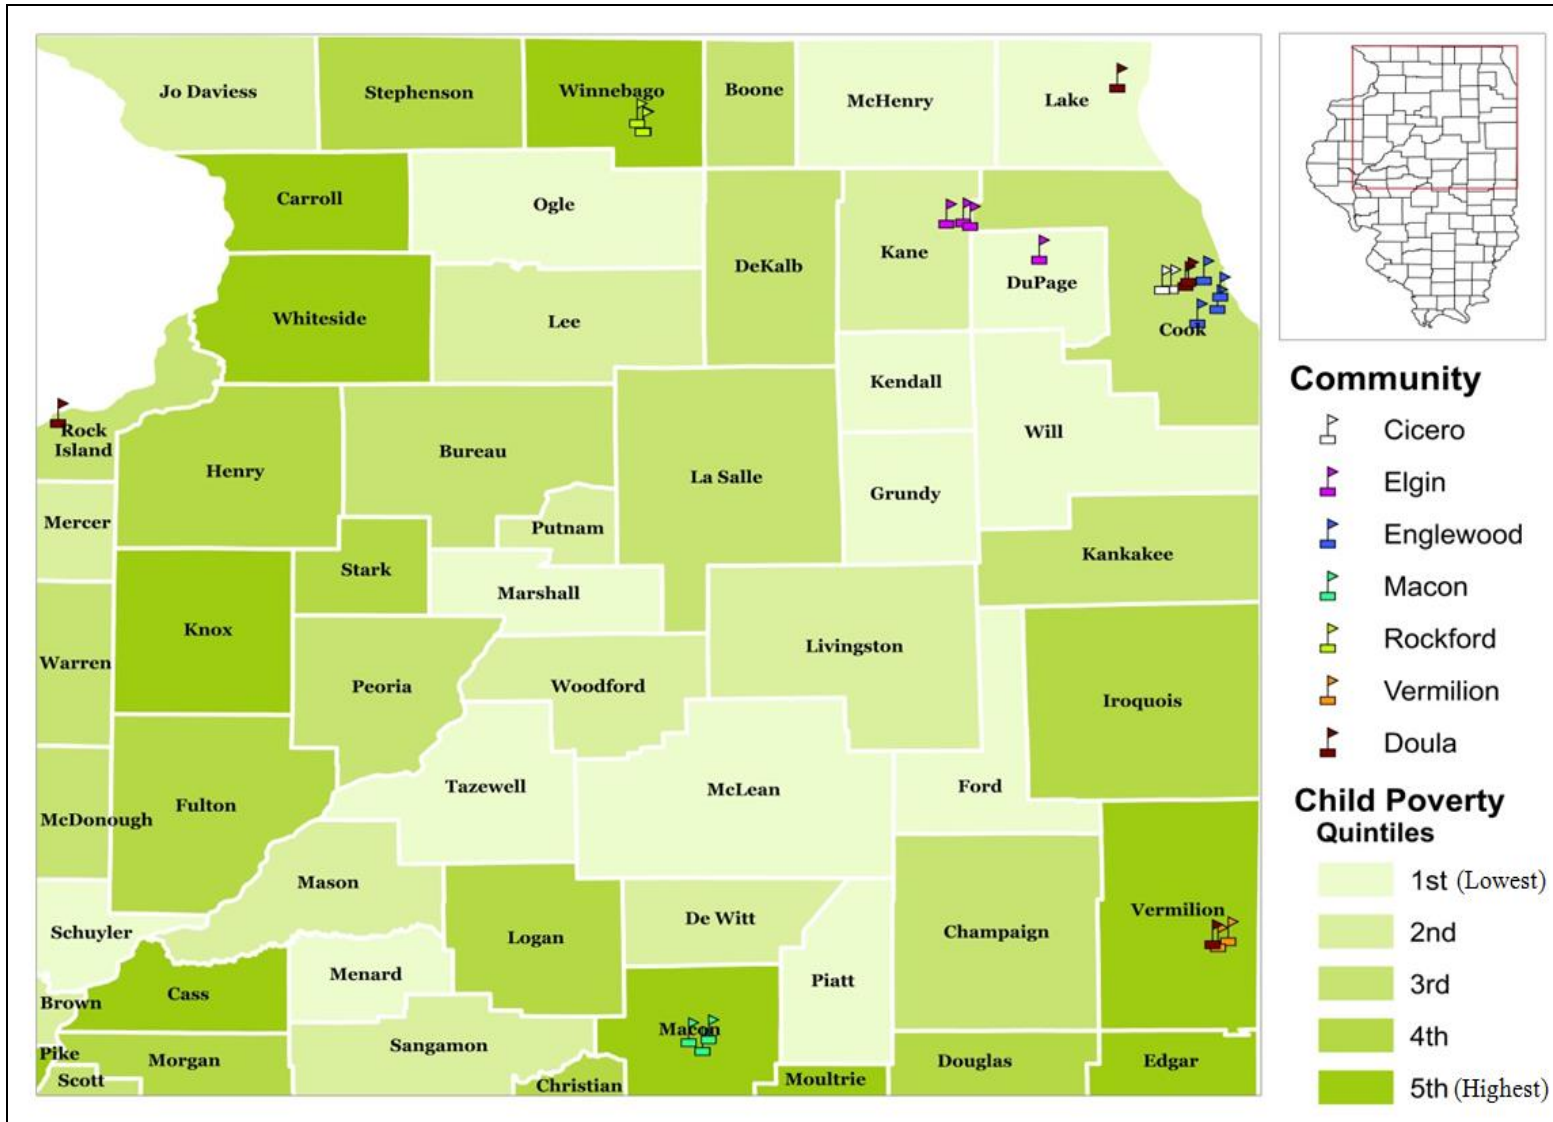 Jo Daviess
Stephenson
Winnebago
Boone
McHenry
Lake
Carroll
Ogle
DeKalb
Kane
DuPage
Cook
Whiteside
Lee
Kendall
Will
Rock
Island
Henry
Bureau
La Salle
Grundy
Mercer
Putnam
Stark
Marshall
Kankakee
Warren
Knox
Peoria
Woodford
Livingston
Iroquois
McDonough
Fulton
Tazewell
McLean
Ford
Mason
Schuyler
Logan
De Witt
Champaign
Vermilion
Brown
Cass
Menard
Piatt
Macon
Pike
Scott
Morgan
Sangamon
Christian
Moultrie
Douglas
Edgar
Community
Cicero
Elgin
Englewood
Macon
Rockford
Vermilion
Doula
Child Poverty
Quintiles
1st (Lowest)
2nd
3rd
4th
5th (Highest)